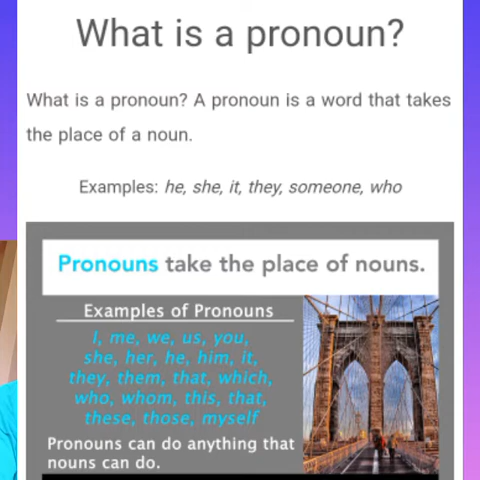 What is a pronoun?
What is a pronoun? A pronoun is a word that takes
the place of a noun.
Examples: he, she, it, they, someone, who
Pronouns take the place of nouns.
Examples of Pronouns
I, me, we, us, you,
she, her, he, him, it,
they, them, that, which,
who, whom, this, that,
these, those, myself
Pronouns can do anything that
nouns can do.